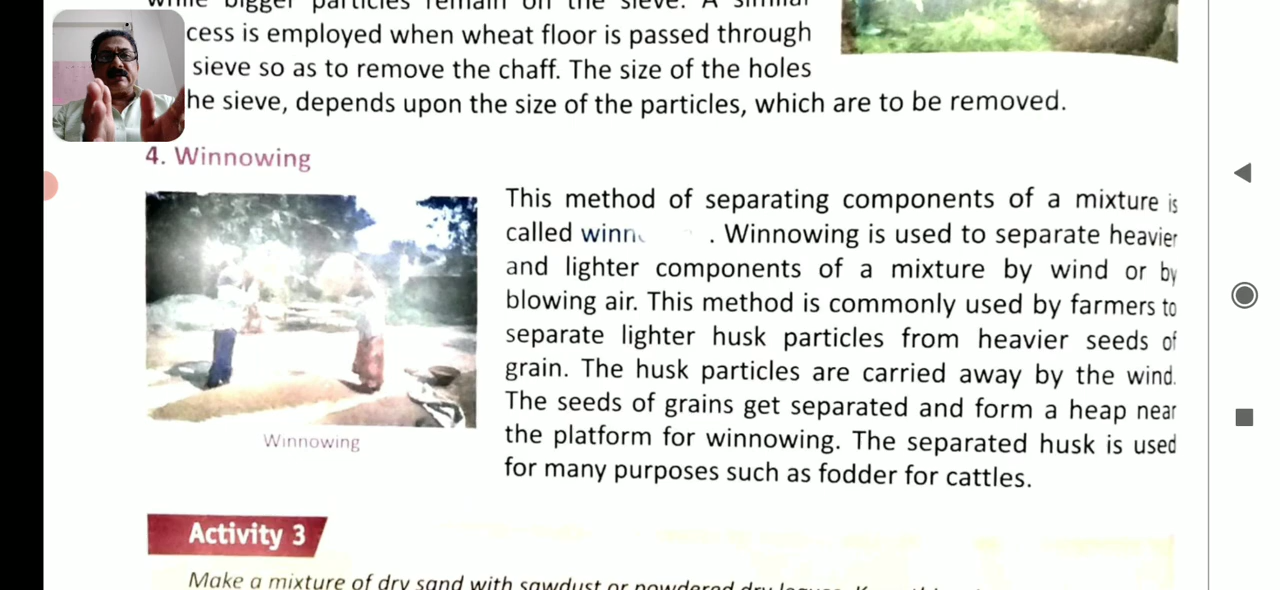 cess is employed when wheat floor is passed through
sieve so as to remove the chaff. The size of the holes
he sieve, depends upon the size of the particles, which are to be removed.
4. Winnowing
This method of separating components of a mixture is
called winn . Winnowing is used to separate heavier
and lighter components of a mixture by wind or by
blowing air. This method is commonly used by farmers to
separate lighter husk particles from heavier seeds of
grain. The husk particles are carried away by the wind.
The seeds of grains get separated and form a heap near
the platform for winnowing. The separated husk is used
for many purposes such as fodder for cattles.
Winnowing
Activity 3
Make a mixture of dry sand with sawdust or powdered dry leaves.